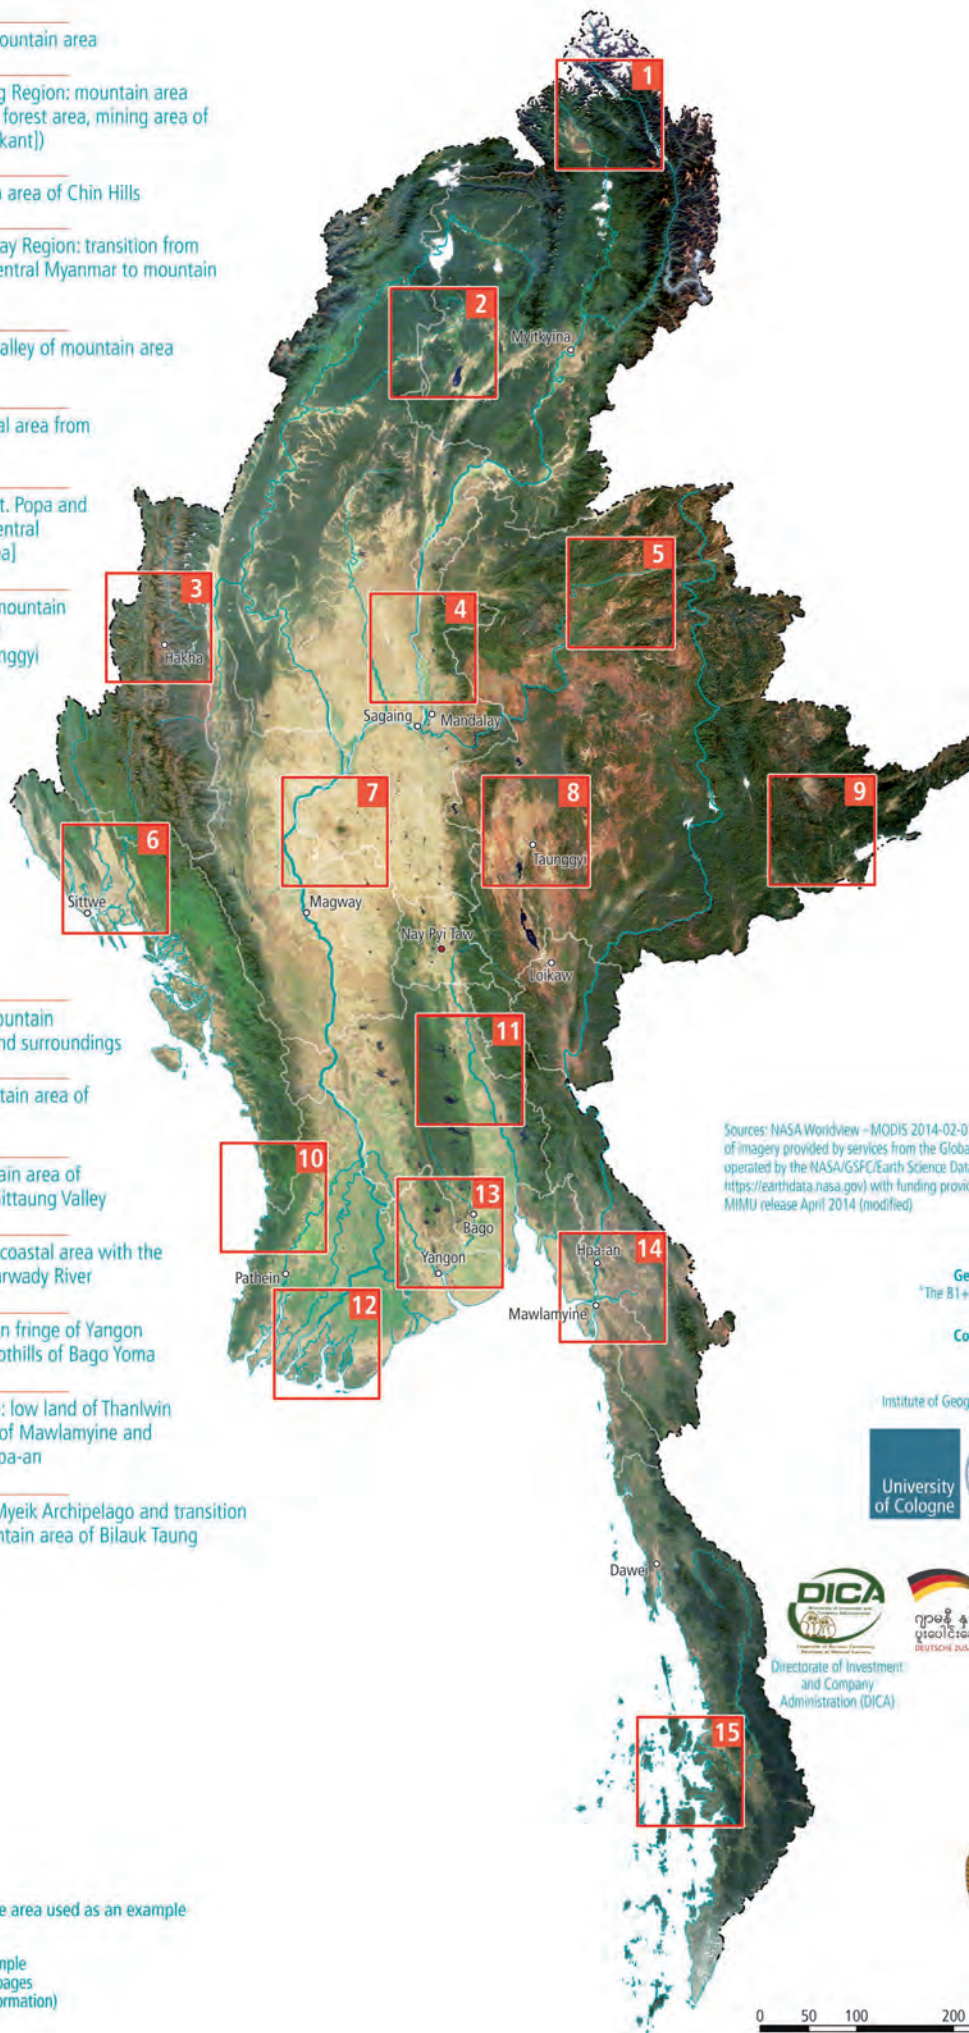 ountain area
g Region: mountain area
forest area, mining area of
kant])
area of Chin Hills
ay Region: transition from
entral Myanmar to mountain
alley of mountain area
al area from
t. Popa and
entral
ea]
mountain
nggyi
ountain
nd surroundings
tain area of
ain area of
ittaung Valley
coastal area with the
arwady River
n fringe of Yangon
othills of Bago Yoma
: low land of Thanlwin
of Mawlamyine and
pa-an
Myeik Archipelago and transition
ntain area of Bilauk Taung
e area used as an example
mple
pages
ormation)
1
2
Myitkyina
3
Hakha
4
5
Sagaing
Mandalay
6
Sittwe
7
8
Taunggyi
9
Magway
Nay Pyi Taw
Loikaw
11
10
13
Bago
Yangon
Pathein
12
14
Hpa-an
Mawlamyine
Dawei
15
Sources: NASA Worldview - MODIS 2014-02-0
of imagery provided by services from the Globa
operated by the NASA/GSFC/Earth Science Data
https://earthdata.nasa.gov) with funding provid
MIMU release April 2014 (modified)
Ge
"The 81+
Co
Institute of Geog
University
of Cologne
DICA
DEUTSCHE ZUS
Directorate of Investment
and Company
Administration (DICA)
0 50 100 200